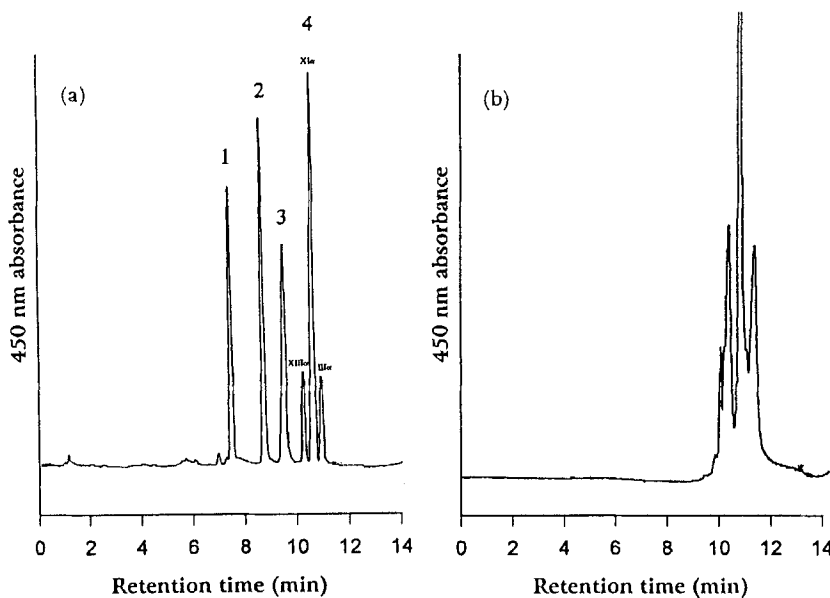 4
XIα
(a)
2
1
3
XIIIα
IIIα
450 nm absorbance
0 2 4 6 8 10 12 14
Retention time (min)
(b)
450 nm absorbance
0 2 4 6 8 10 12 14
Retention time (min)